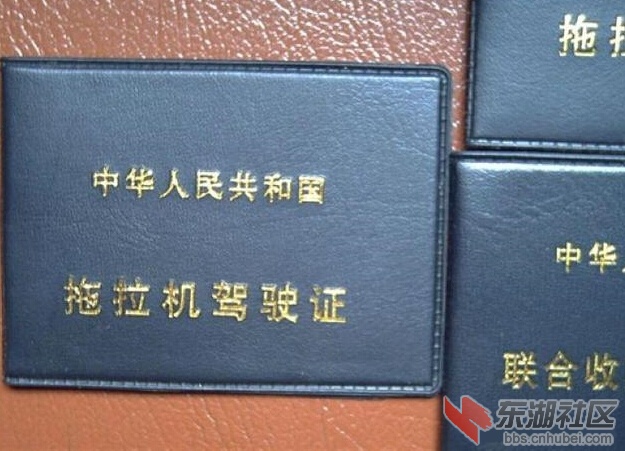 中华人民共和国
拖拉机驾驶证
拖拉
中华人
联合收
东湖社区
bbs.cnhubei.com